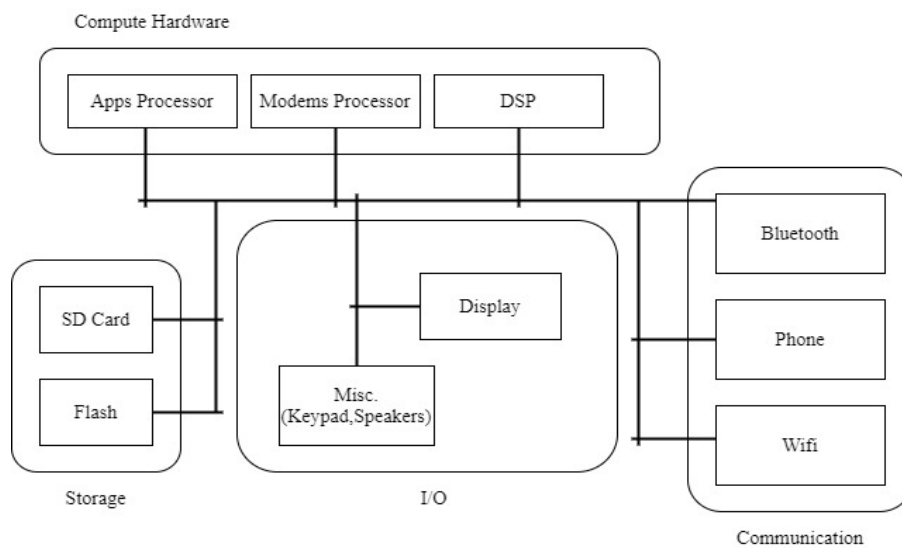 Compute Hardware
Apps Processor
Modems Processor
DSP
Bluetooth
SD Card
Display
Phone
Flash
Misc.
(Keypad,Speakers)
Wifi
Storage
I/O
Communication